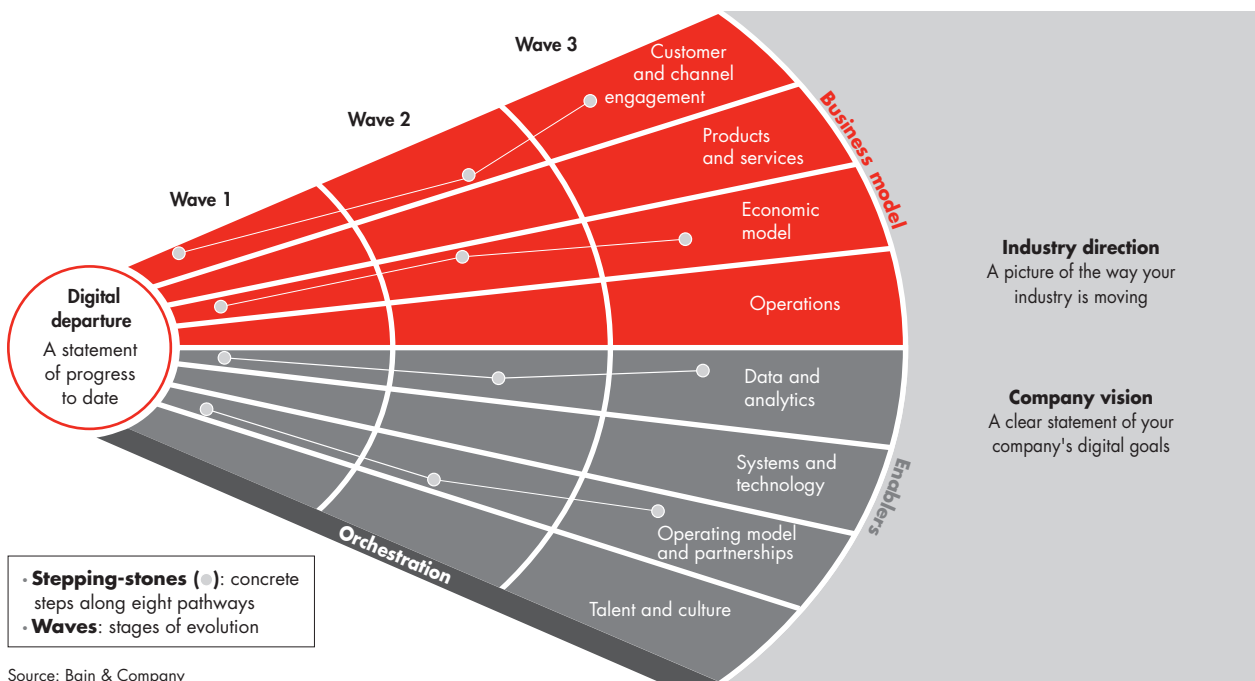 Wave 3
Customer
and channel
engagement
Wave 2
Products
and services
Business model
Wave 1
Economic
model
Industry direction
A picture of the way your
industry is moving
Digital
departure
A statement
of progress
to date
Operations
Data and
analytics
Company vision
A clear statement of your
company's digital goals
Systems and
technology
Enablers
Operating model
and partnerships
Orchestration
Talent and culture
• Stepping-stones (●): concrete
steps along eight pathways
• Waves: stages of evolution
Source: Bain & Company